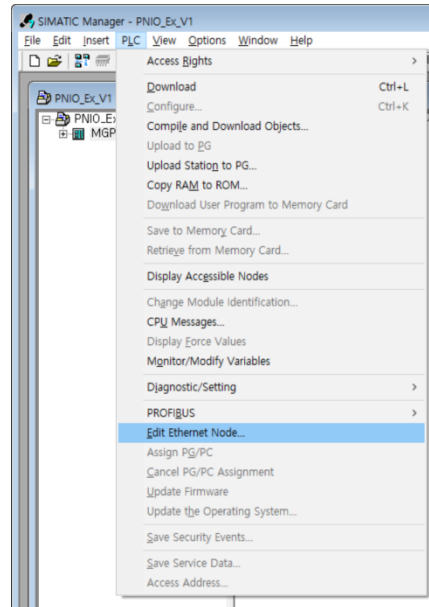 SIMATIC Manager - PNIO_Ex_V1
File Edit Insert PLC View Options Window Help
Access Rights >
Download Ctrl+L
Configure... Ctrl+K
Compile and Download Objects...
Upload to PG
Upload Station to PG...
Copy RAM to ROM...
Download User Program to Memory Card
Save to Memory Card...
Retrieve from Memory Card...
Display Accessible Nodes
Change Module Identification...
CPU Messages...
Display Force Values
Monitor/Modify Variables
Diagnostic/Setting >
PROFIBUS >
Edit Ethernet Node...
Assign PG/PC
Cancel PG/PC Assignment
Update Firmware
Update the Operating System...
Save Security Events...
Save Service Data...
Access Address...
PNIO_Ex_V1
PNIO_Ex
MGP